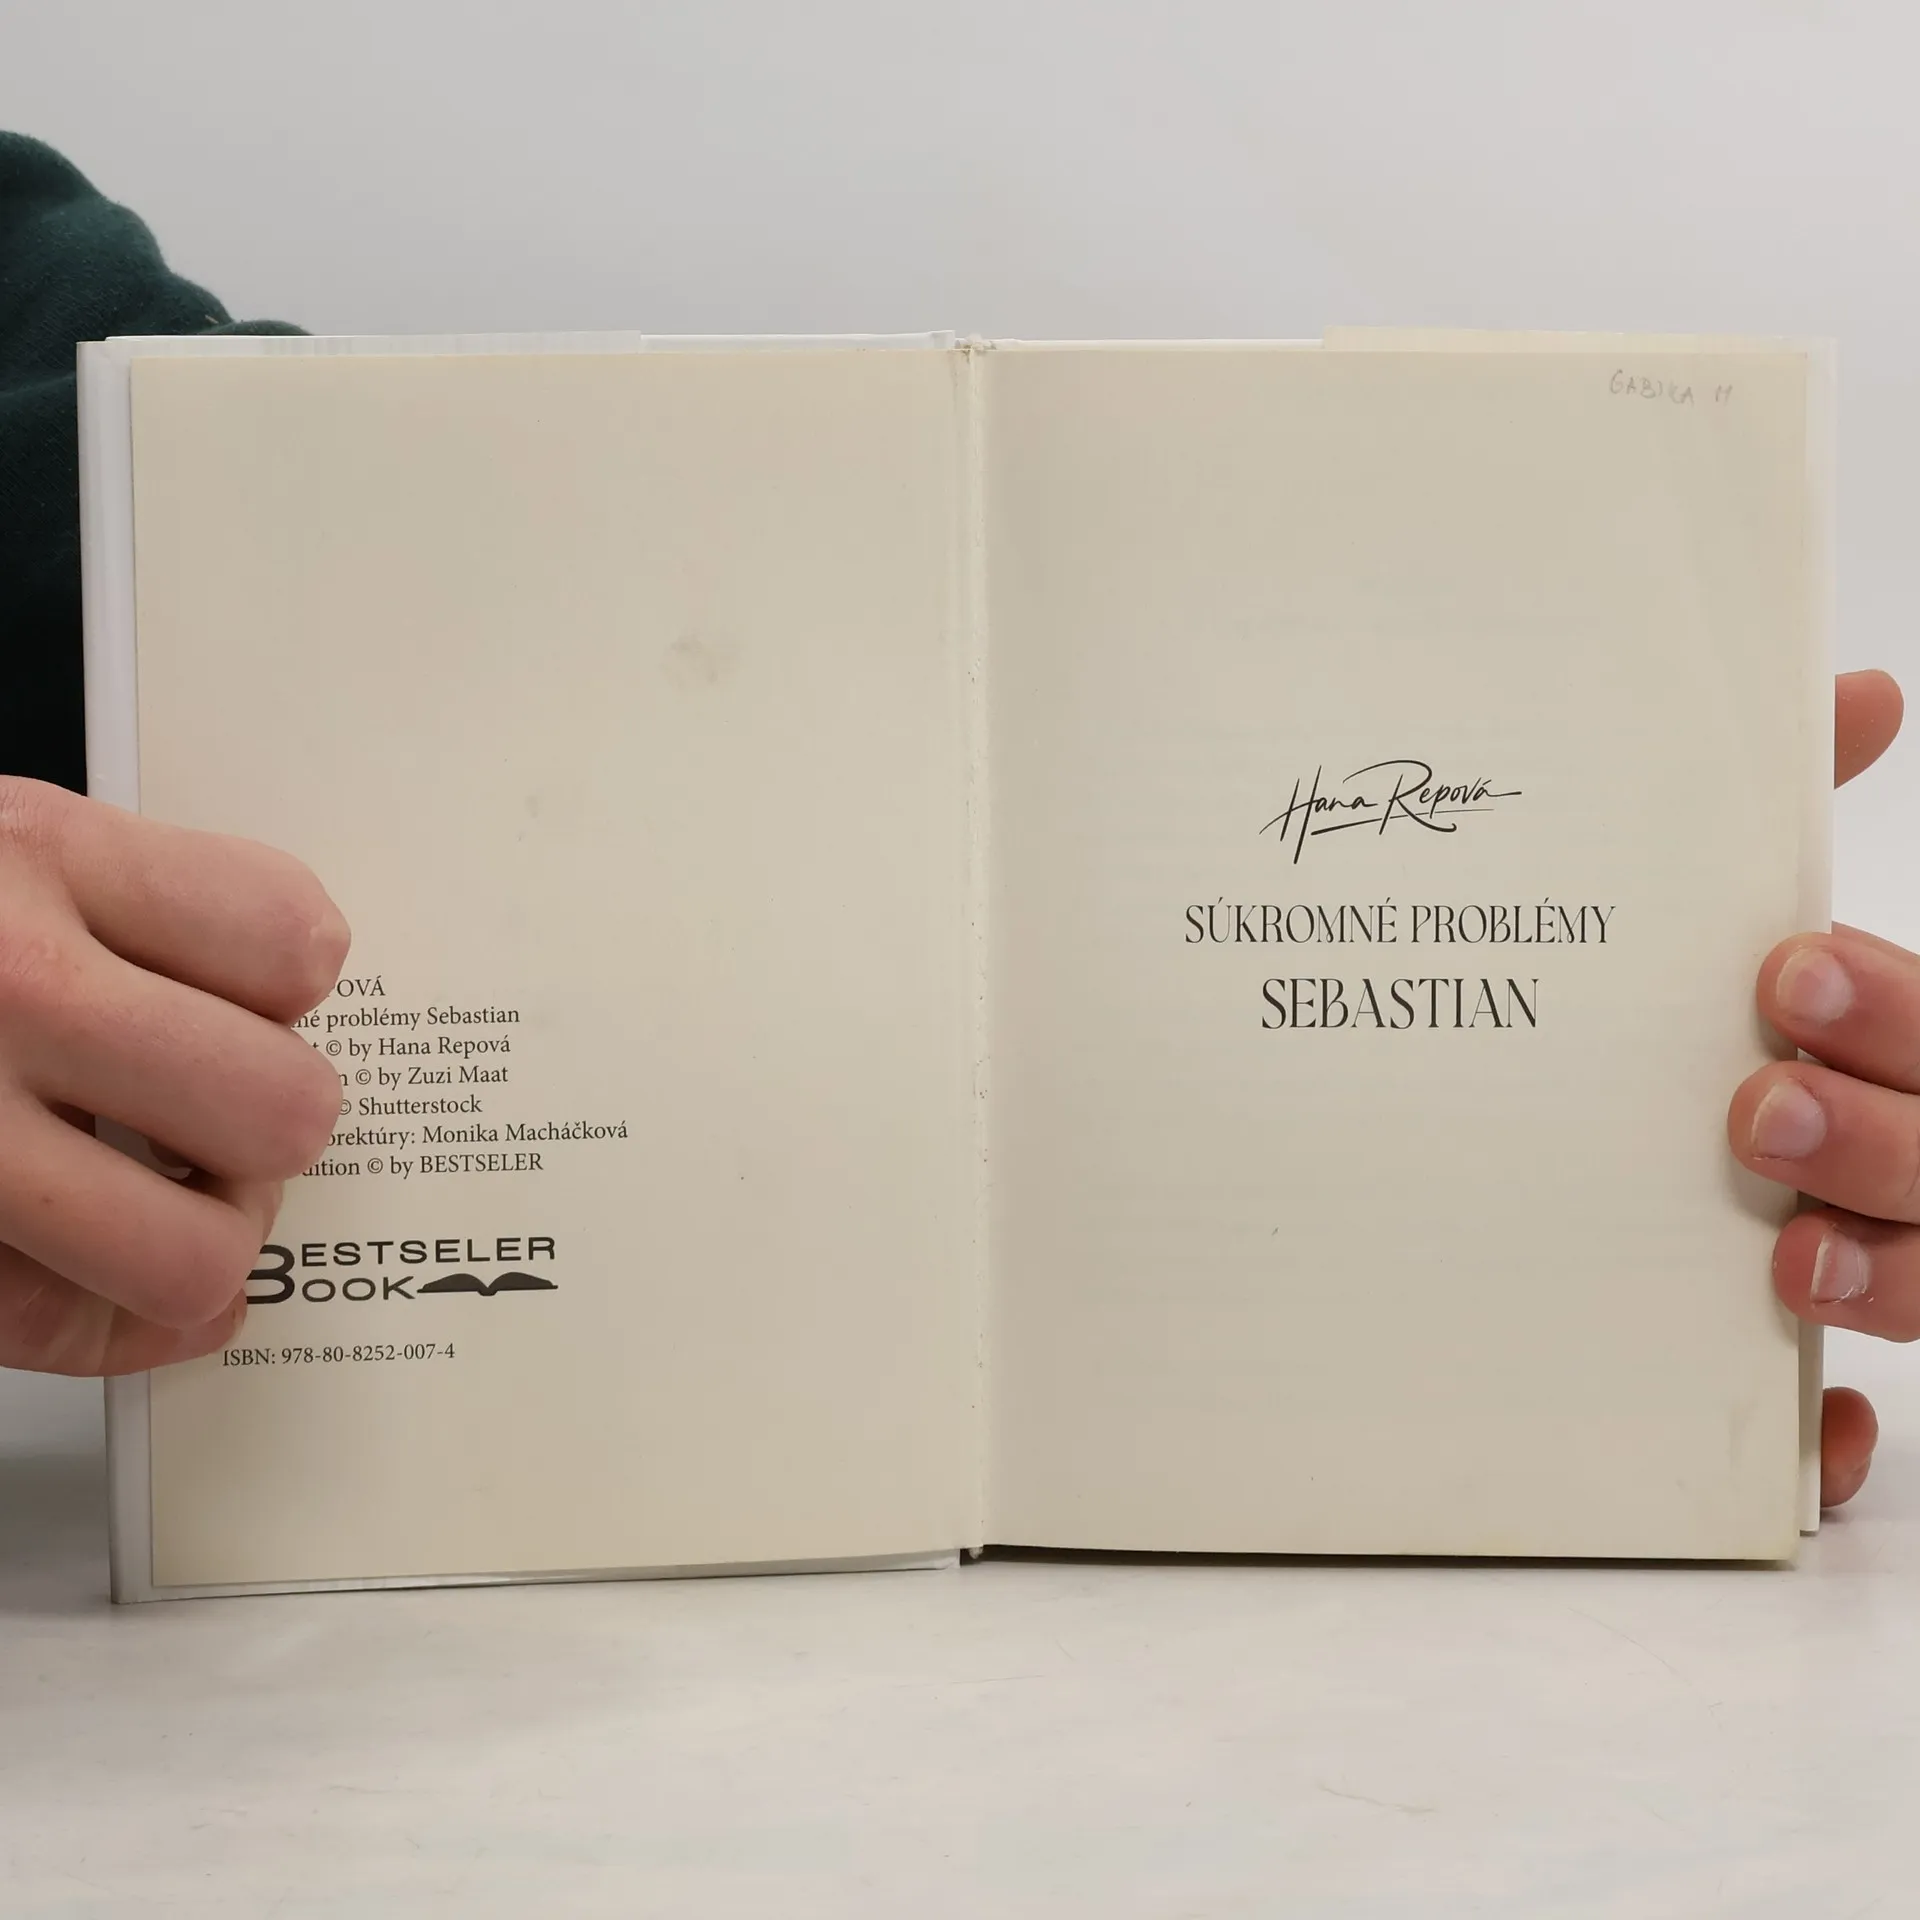 POVÁ
né problémy Sebastian
t © by Hana Repová
n © by Zuzi Maat
© Shutterstock
orektúry: Monika Macháčková
dition © by BESTSELER
BESTSELER
BOOK
ISBN: 978-80-8252-007-4
GABIKA M
Hana Repová
SÚKROMNÉ PROBLÉMY
SEBASTIAN